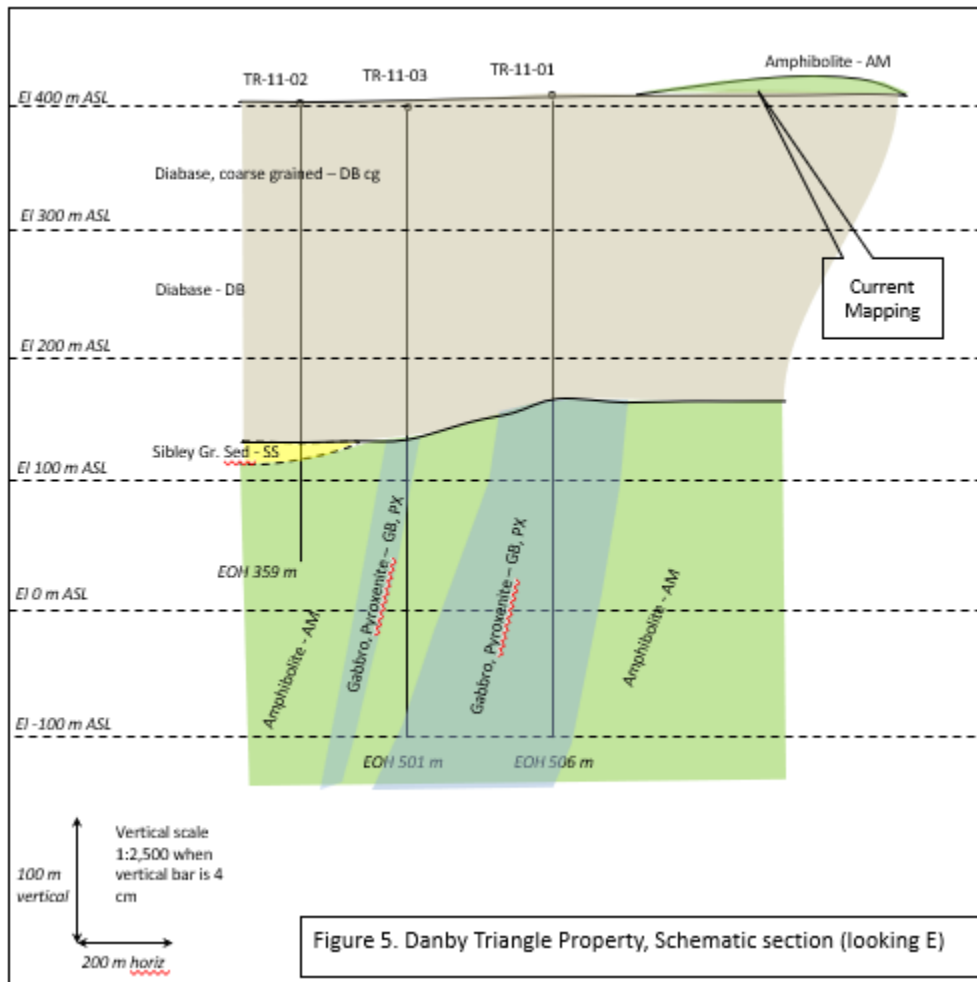 Amphibolite - AM
TR-11-02
TR-11-03
TR-11-01
El 400 m ASL
Diabase, coarse grained – DB cg
El 300 m ASL
Current
Mapping
Diabase - DB
El 200 m ASL
Sibley Gr. Sed - SS
El 100 m ASL
EOH 359 m
El 0 m ASL
Amphibolite - AM
Gabbro, Pyroxenite – GB, PX
Gabbro, Pyroxenite – GB, PX
Amphibolite - AM
El -100 m ASL
EOH 501 m
EOH 506 m
100 m
vertical
Vertical scale
1:2,500 when
vertical bar is 4
cm
200 m horiz
Figure 5. Danby Triangle Property, Schematic section (looking E)